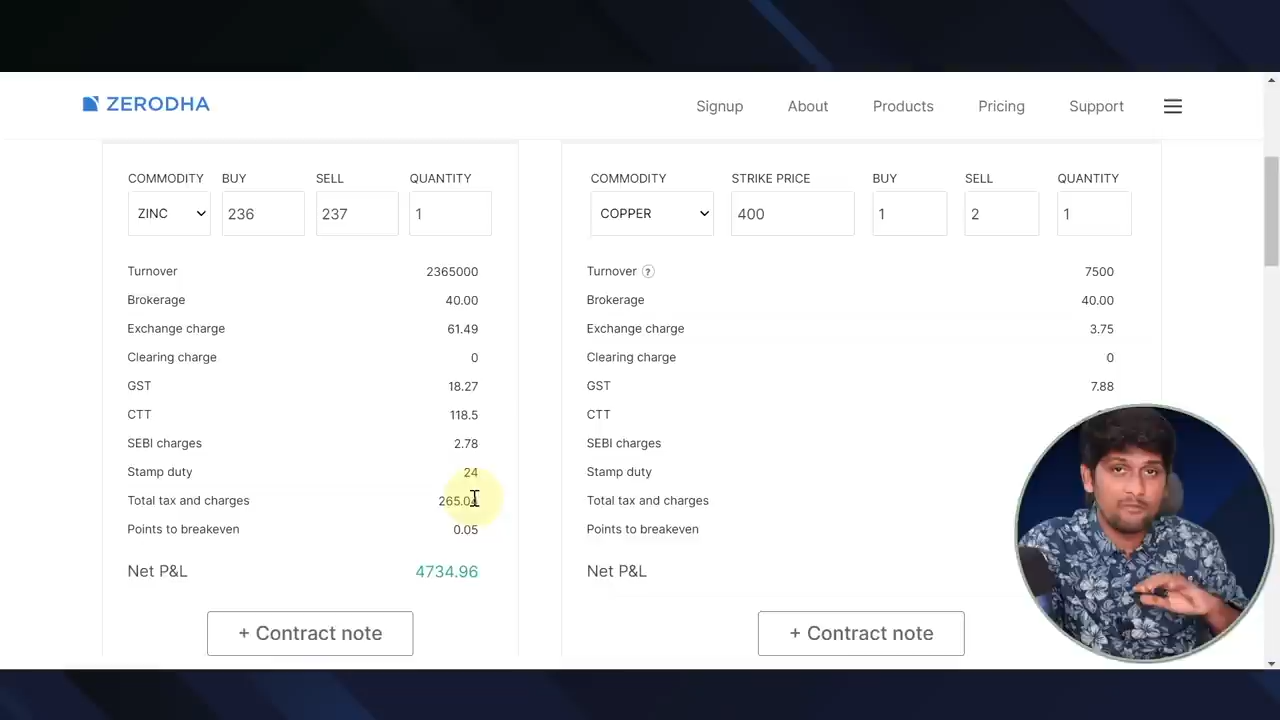 ZERODHA
Signup About Products Pricing Support
COMMODITY BUY SELL QUANTITY
ZINC 236 237 1
Turnover 2365000
Brokerage 40.00
Exchange charge 61.49
Clearing charge 0
GST 18.27
CTT 118.5
SEBI charges 2.78
Stamp duty 24
Total tax and charges
Points to breakeven 0.05
Net P&L 4734.96
+ Contract note
COMMODITY STRIKE PRICE BUY SELL QUANTITY
COPPER 400 1 2 1
Turnover ? 7500
Brokerage 40.00
Exchange charge 3.75
Clearing charge 0
GST 7.88
CTT
SEBI charges
Stamp duty
Total tax and charges
Points to breakeven
Net P&L
+ Contract note